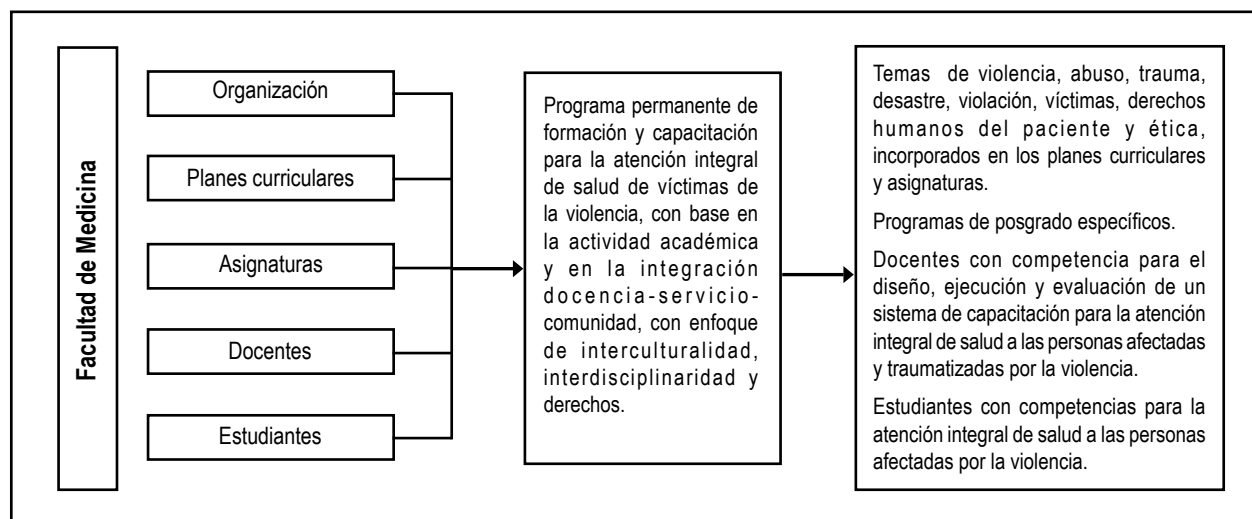 Facultad de Medicina
Organización
Planes curriculares
Asignaturas
Docentes
Estudiantes
Programa permanente de
formación y capacitación
para la atención integral
de salud de víctimas de
la violencia, con base en
la actividad académica
y en la integración
docencia-servicio-
comunidad, con enfoque
de interculturalidad,
interdisciplinaridad y
derechos.
Temas de violencia, abuso, trauma,
desastre, violación, víctimas, derechos
humanos del paciente y ética,
incorporados en los planes curriculares
y asignaturas.
Programas de posgrado específicos.
Docentes con competencia para el
diseño, ejecución y evaluación de un
sistema de capacitación para la atención
integral de salud a las personas afectadas
y traumatizadas por la violencia.
Estudiantes con competencias para la
atención integral de salud a las personas
afectadas por la violencia.